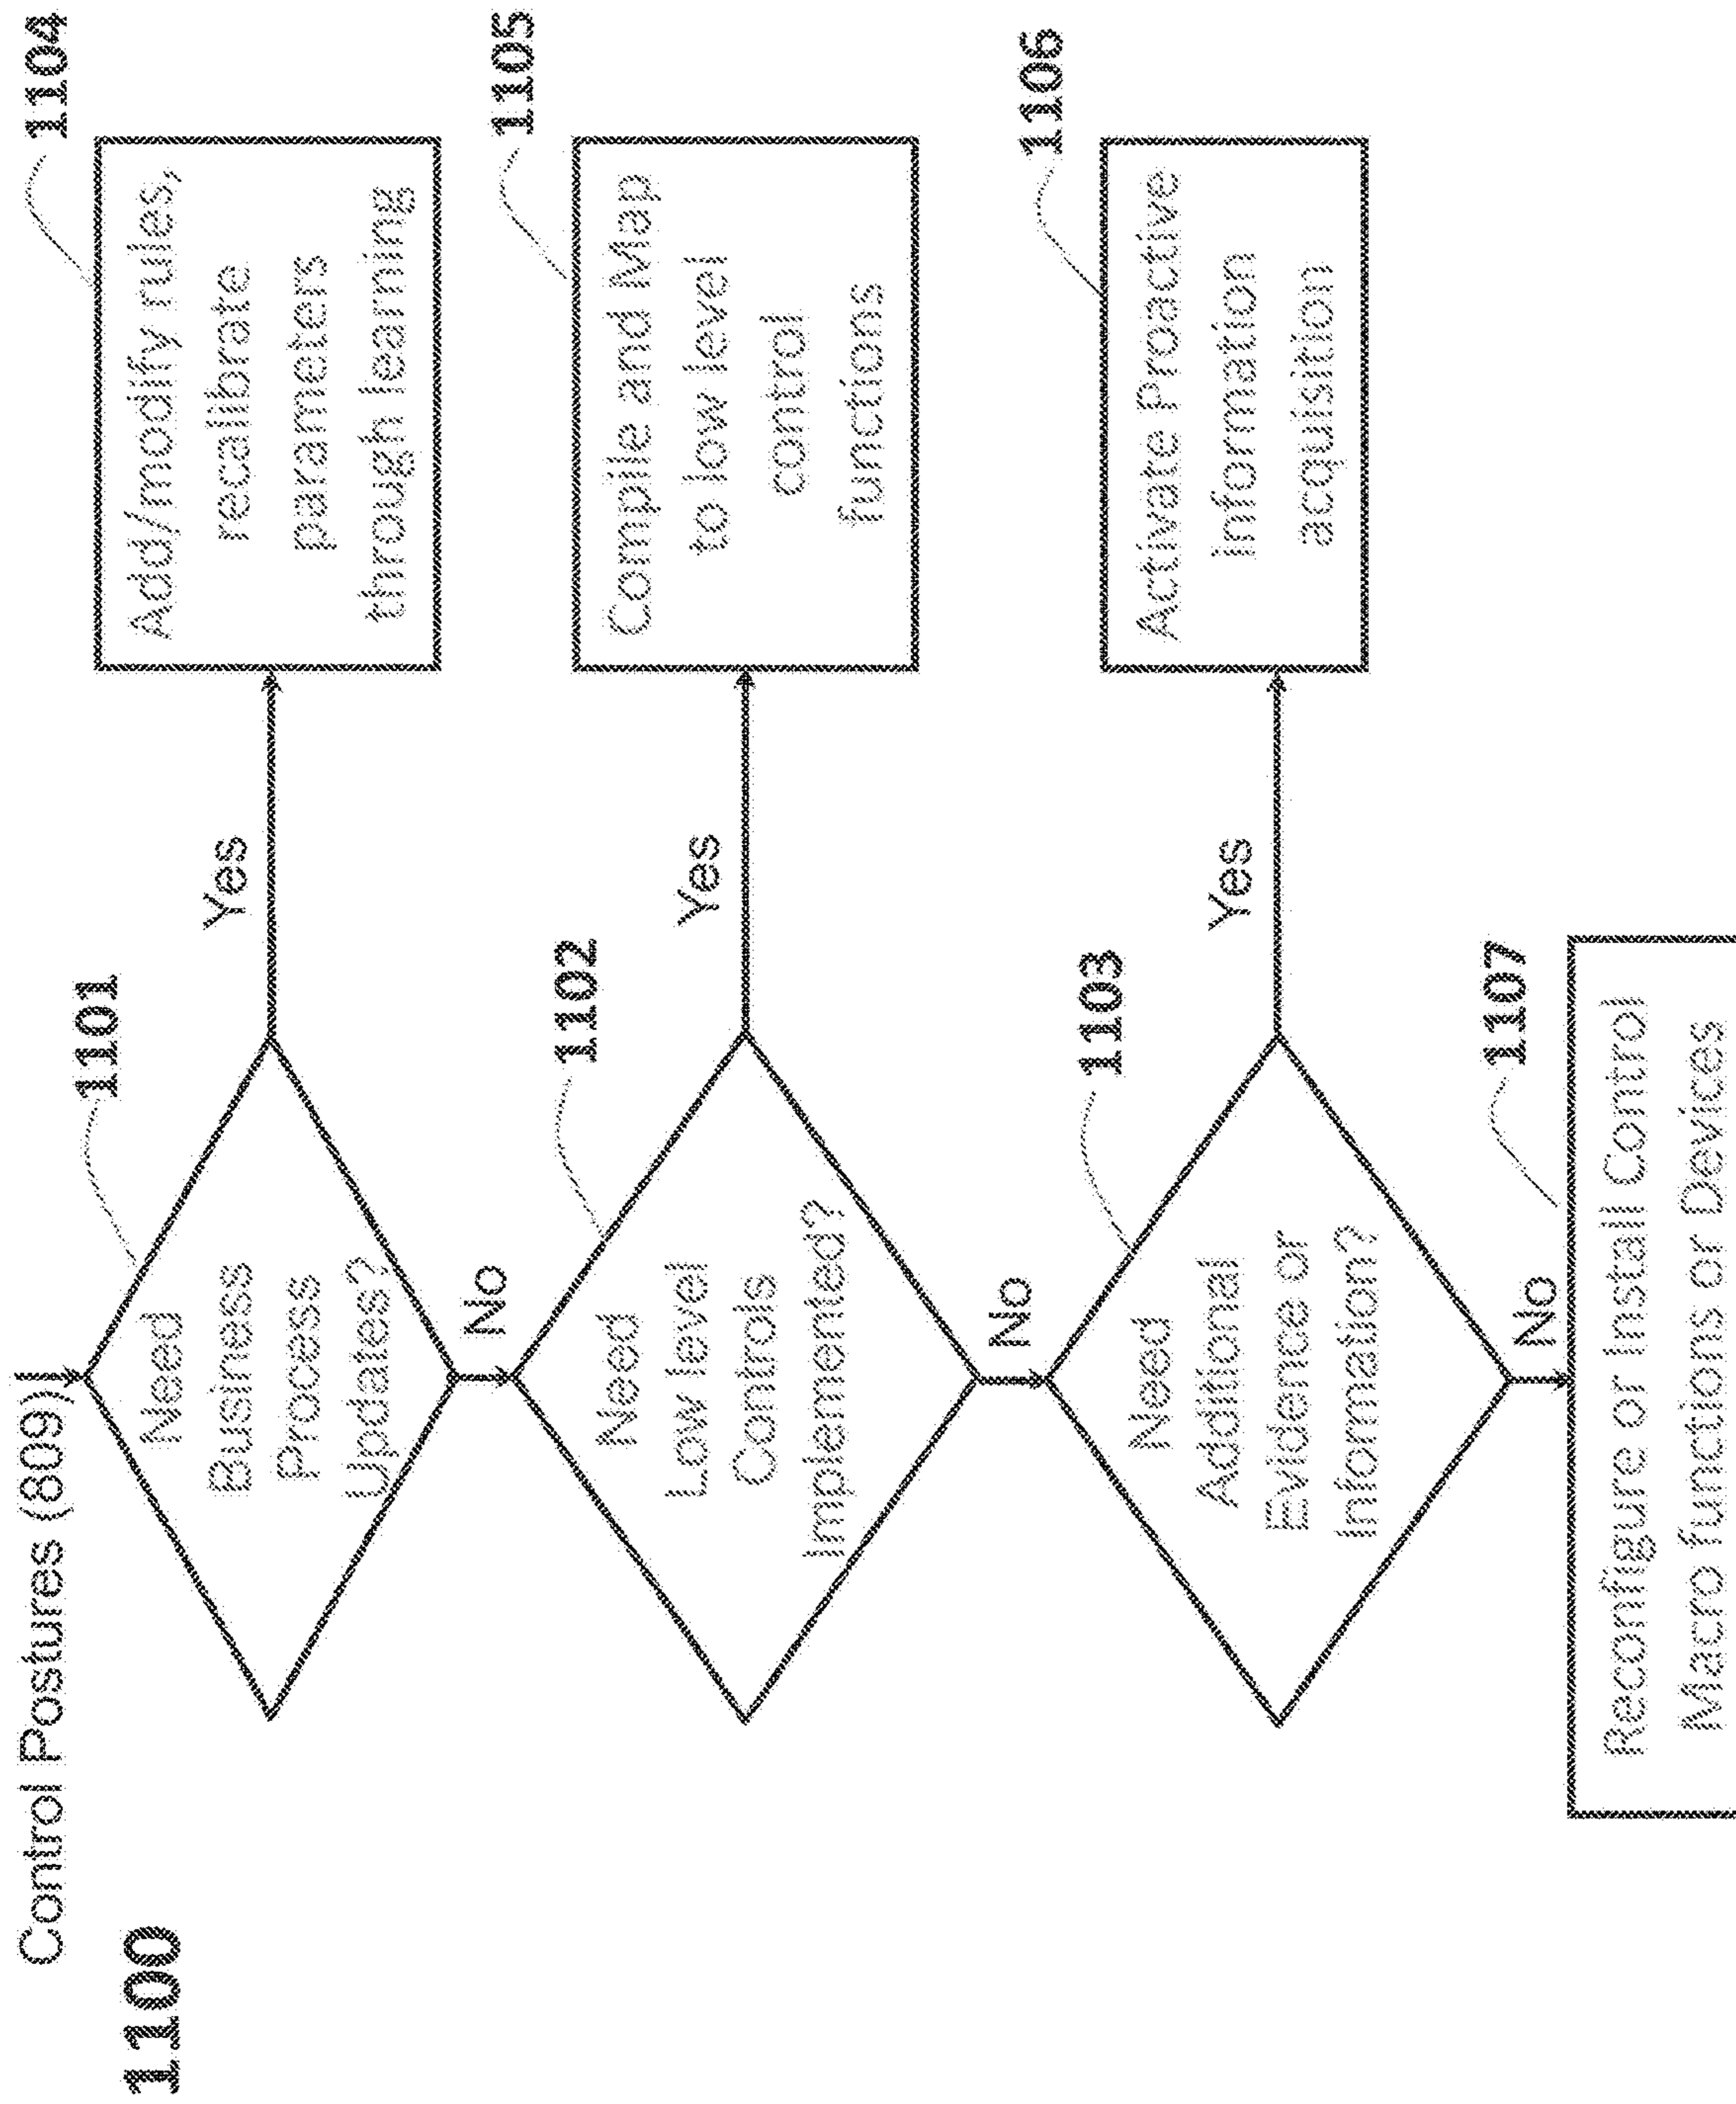 1100
Control Postures (809)
1101
Need
Business
Process
Updates?
Yes
1104
Add/modify rules,
recalibrate
parameters
through learning
No
1102
Need
Low level
Controls
Implemented?
Yes
1105
Compile and Map
to low level
control
functions
No
1103
Need
Additional
Evidence or
Information?
Yes
1106
Activate Proactive
Information
acquisition
No
1107
Reconfigure or Install Control
Macro functions or Devices